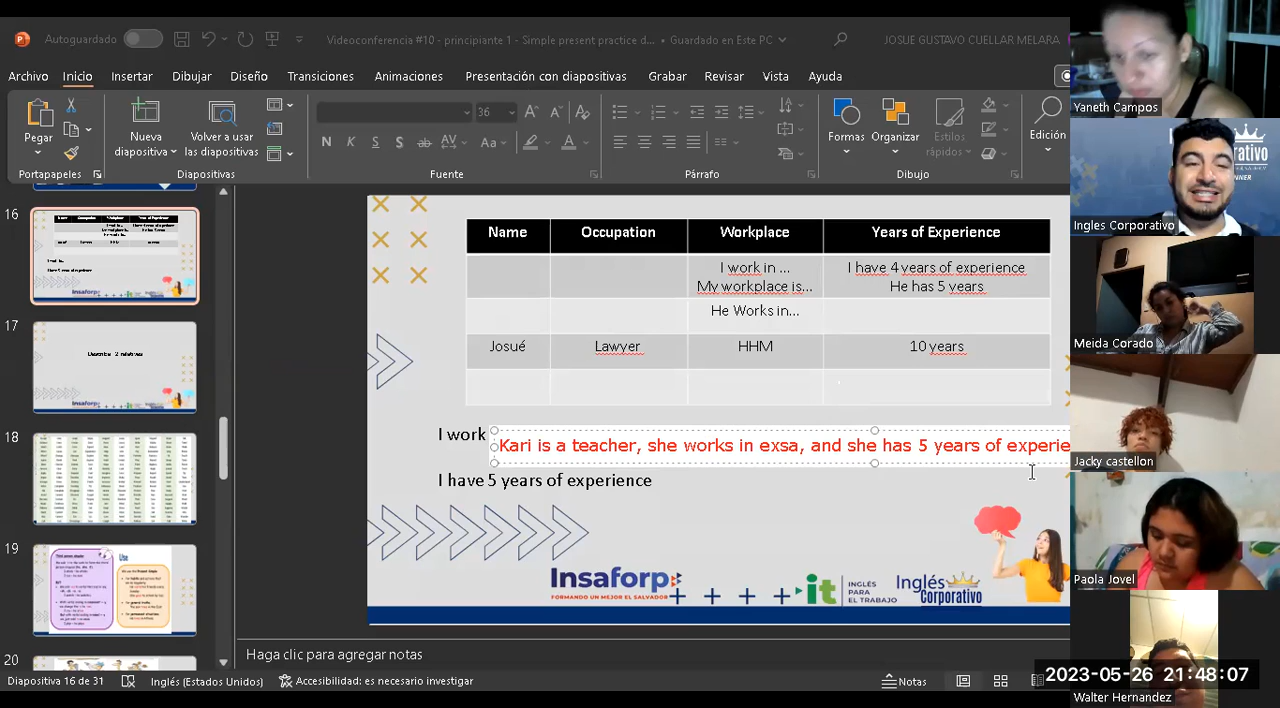 Autoguardado
Videoconferencia #10 - principiante 1 - Simple present practice d... • Guardado en Este PC
JOSUE GUSTAVO CUELLAR MELARA
Archivo Inicio Insertar Dibujar Diseño Transiciones Animaciones Presentación con diapositivas Grabar Revisar Vista Ayuda
Pegar
Nueva diapositiva
Volver a usar las diapositivas
36
N K S S ab AV Aa A
Formas Organizar Estilos rápidos Edición
Portapapeles Diapositivas Fuente Párrafo Dibujo
16
17
Describe 2 relatives
18
19
20
Name Occupation Workplace Years of Experience
I work in ... I have 4 years of experience
My workplace is... He has 5 years
He Works in...
Josué Lawyer HHM 10 years
I work
Kari is a teacher, she works in exsa, and she has 5 years of experie
I have 5 years of experience
Insaforp
FORMANDO UN MEJOR EL SALVADOR
it INGLÉS PARA EL TRABAJO
Inglés Corporativo
Haga clic para agregar notas
Diapositiva 16 de 31 Inglés (Estados Unidos) Accesibilidad: es necesario investigar Notas
Yaneth Campos
Ingles Corporativo
Meida Corado
Jacky castellon
Paola Jovel
2023-05-26 21:48:07
Walter Hernandez